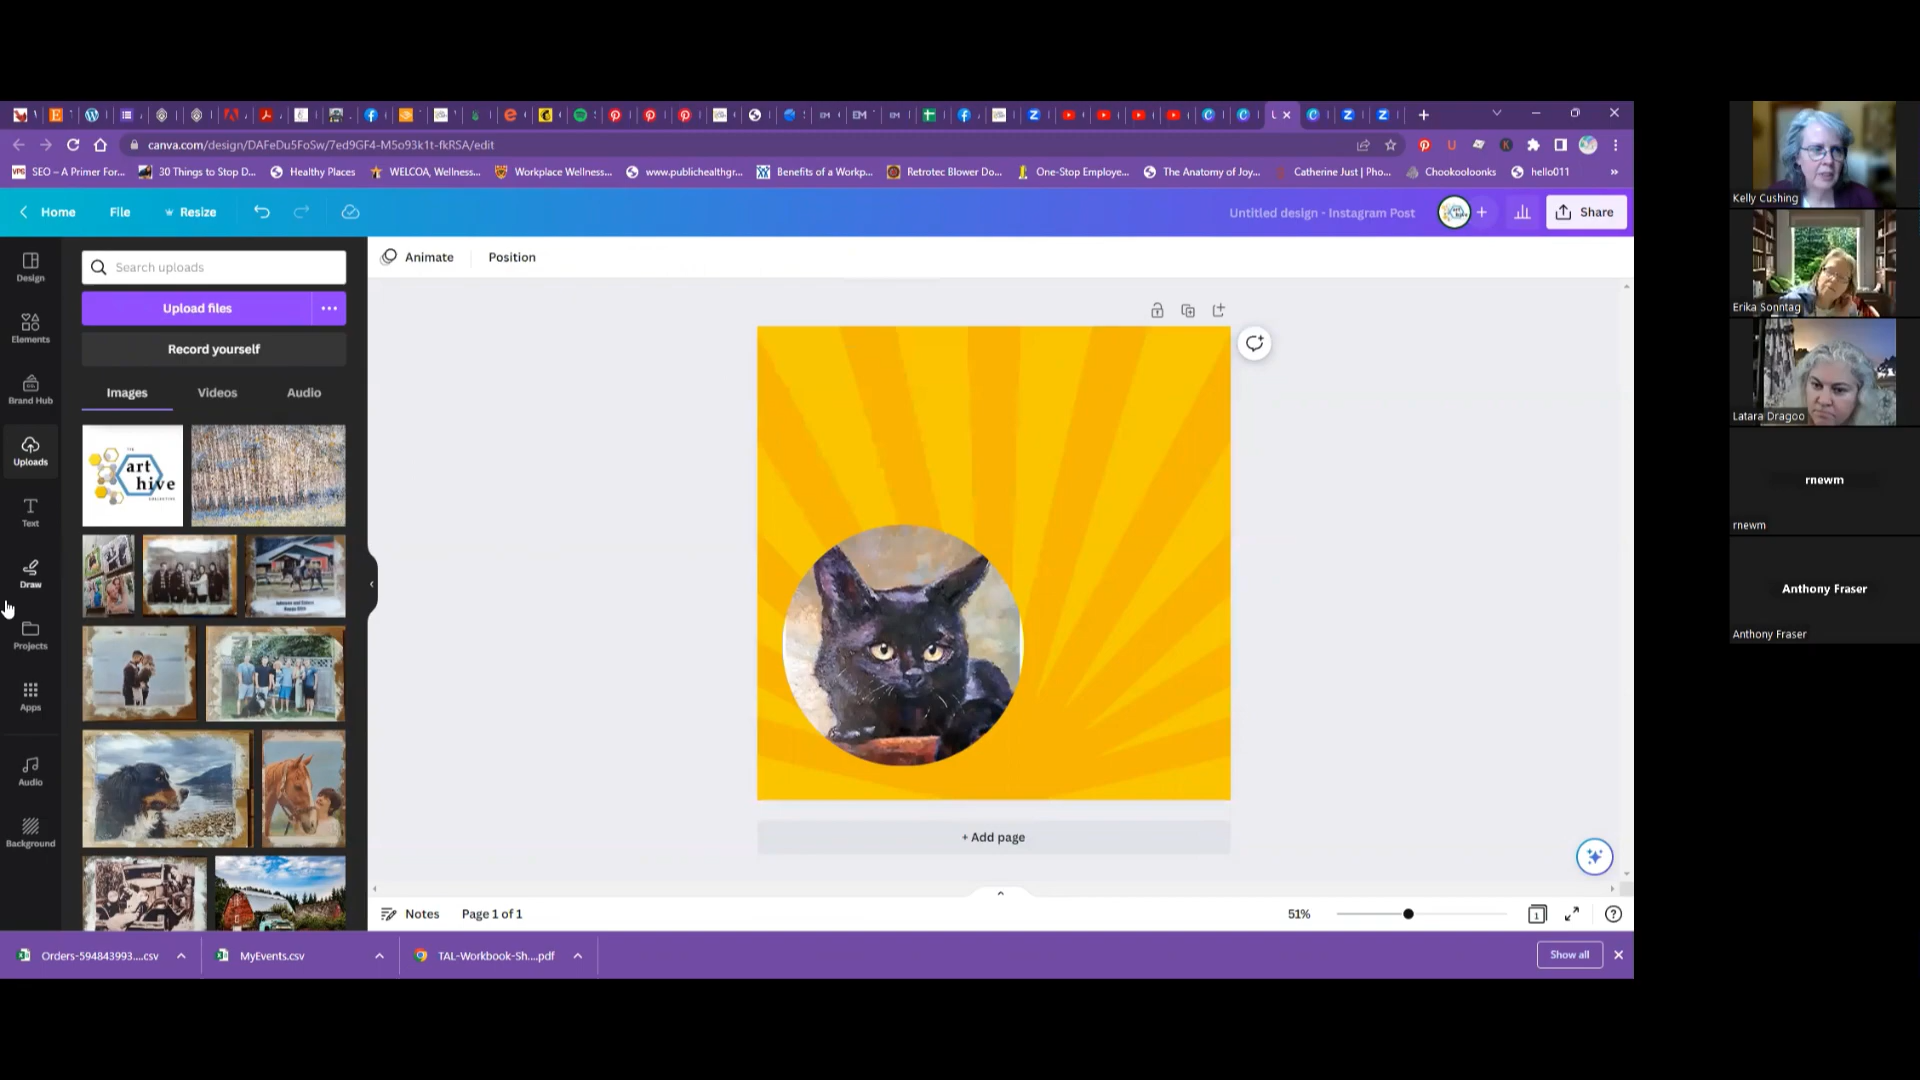 canva.com/design/DAFeDu5FoSw/7ed9GF4-M5o93k1t-fkRSA/edit
SEO – A Primer For...
30 Things to Stop D...
Healthy Places
WELCOA, Wellness...
Workplace Wellness...
www.publichealthgr...
Benefits of a Workp...
Retrotec Blower Do...
One-Stop Employe...
The Anatomy of Joy...
Catherine Just | Pho...
Chookooloonks
hello011
Home
File
Resize
Untitled design - Instagram Post
Share
Design
Elements
Brand Hub
Uploads
Text
Draw
Projects
Apps
Audio
Background
Search uploads
Upload files
Record yourself
Images
Videos
Audio
art
hive
Animate
Position
+ Add page
Notes
Page 1 of 1
51%
1
Orders-594843993....csv
MyEvents.csv
TAL-Workbook-Sh....pdf
Show all
Kelly Cushing
Erika Sonntag
Latara Dragoo
rnewm
rnewm
Anthony Fraser
Anthony Fraser